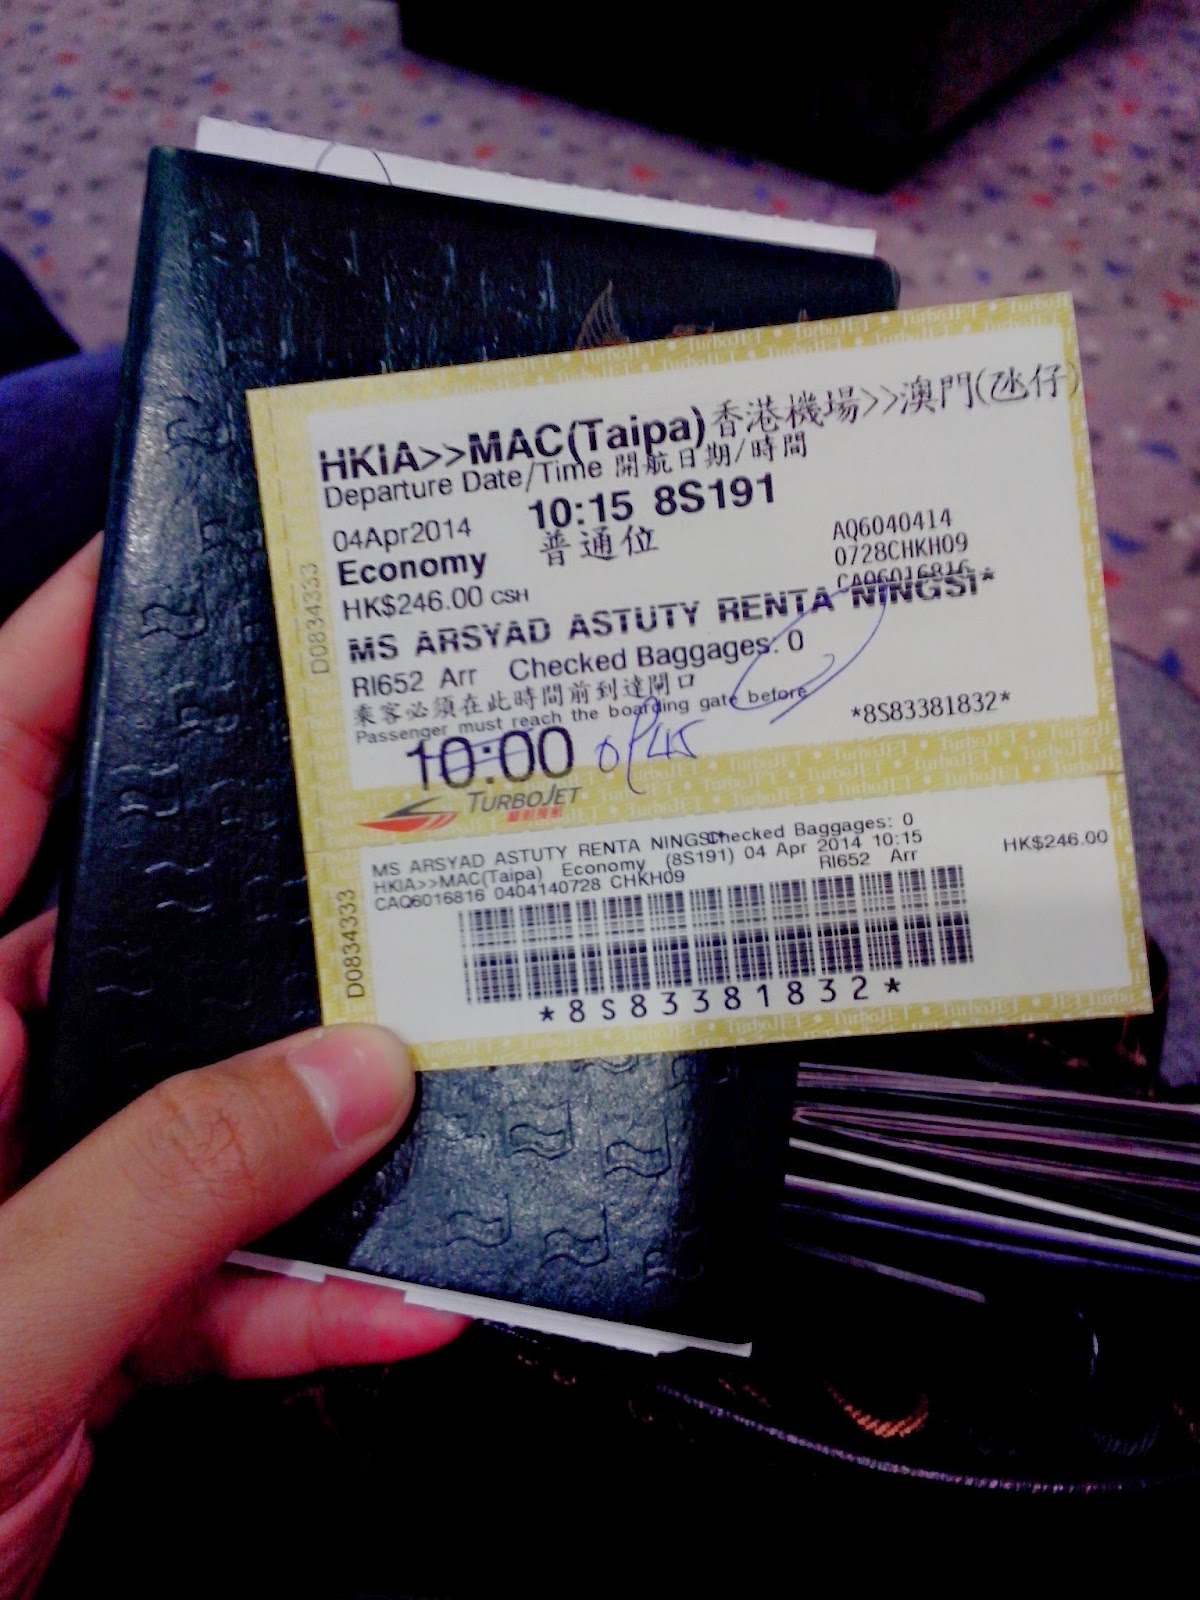 HKIA>>MAC(Taipa)香港機場>>澳門(氹仔)
Departure Date/Time 開航日期/時間
04Apr2014 10:15 8S191
Economy 普通位
HK$246.00 CSH
AQ6040414
0728CHKH09
CAQ6016816
MS ARSYAD ASTUTY RENTA NINGSI*
RI652 Arr Checked Baggages: 0
乘客必須在此時間前到達閘口
Passenger must reach the boarding gate before
*8S83381832*
10:00
TURBOJET
噴射飛航
D0834333
MS ARSYAD ASTUTY RENTA NINGSI* Checked Baggages: 0
HKIA>>MAC(Taipa) Economy (8S191) 04 Apr 2014 10:15 HK$246.00
CAQ6016816 0404140728 CHKH09 RI652 Arr
*8S83381832*
D0834333